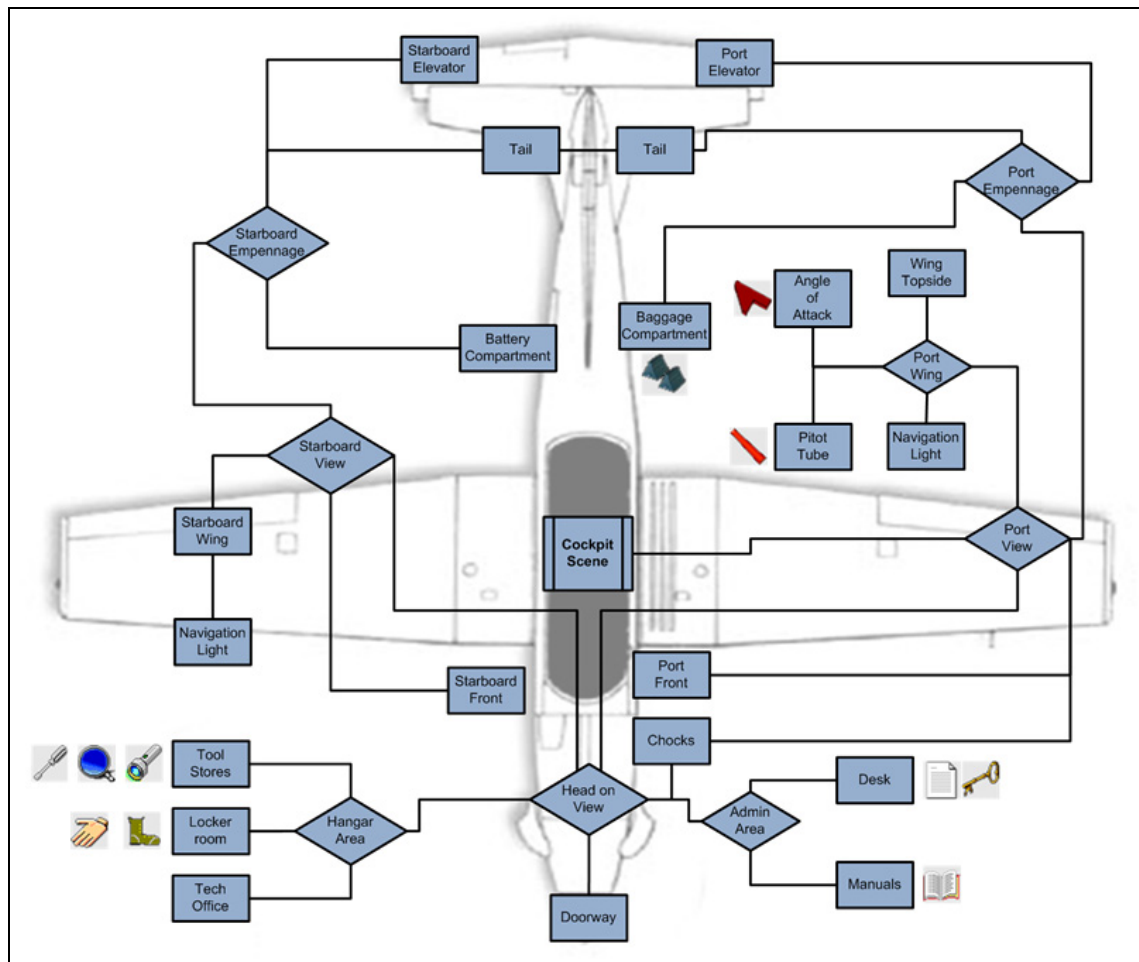 Starboard
Elevator
Port
Elevator
Tail
Tail
Port
Empennage
Starboard
Empennage
Wing
Topside
Angle
of
Attack
Baggage
Compartment
Battery
Compartment
Port
Wing
Pitot
Tube
Navigation
Light
Starboard
View
Starboard
Wing
Cockpit
Scene
Port
View
Navigation
Light
Port
Front
Starboard
Front
Chocks
Tool
Stores
Head on
View
Desk
Locker
room
Hangar
Area
Admin
Area
Tech
Office
Manuals
Doorway